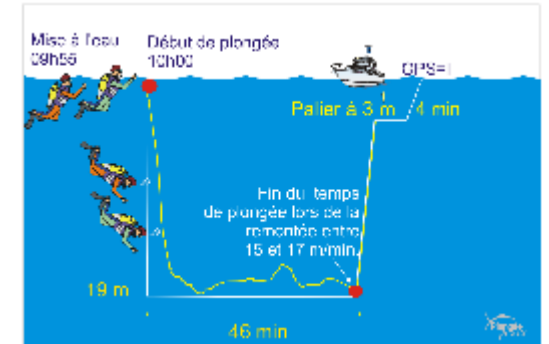 Mise à l'eau
09h55
Début de plongée
10h00
GPS=I
Palier à 3 m
4 min
Fin du temps
de plongée lors de la
remontée entre
15 et 17 m/min.
19 m
46 min